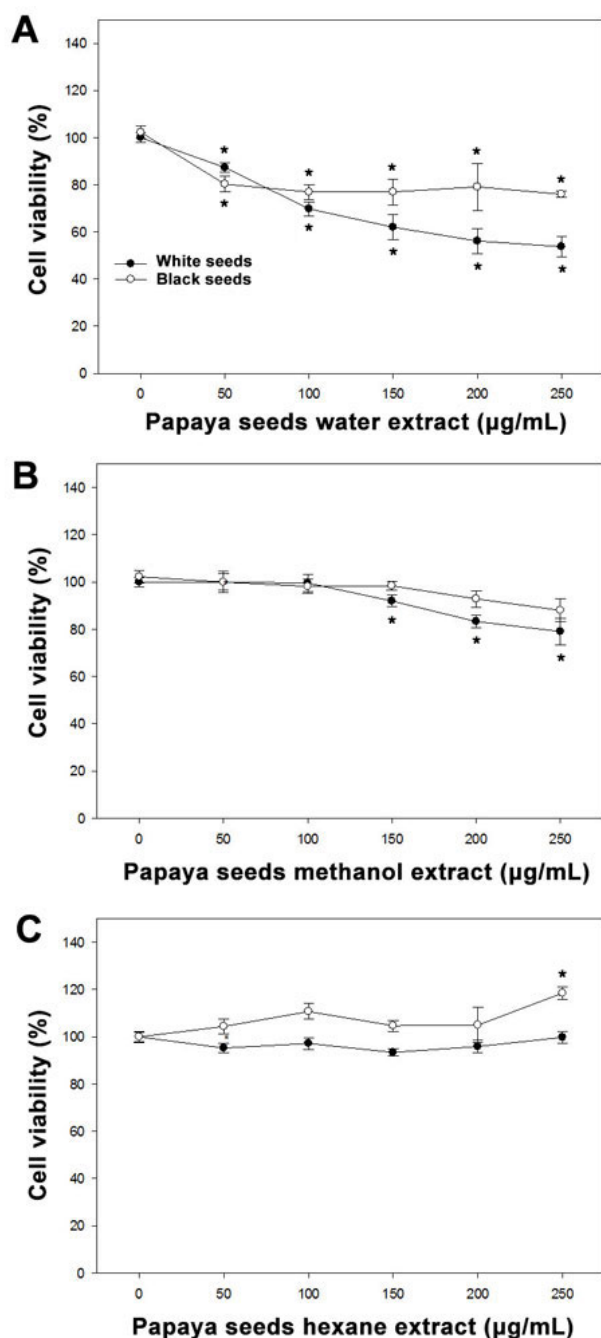 A
140
120
100
80
60
40
20
0
Cell viability (%)
White seeds
Black seeds
0 50 100 150 200 250
Papaya seeds water extract (µg/mL)
B
140
120
100
80
60
40
20
0
Cell viability (%)
0 50 100 150 200 250
Papaya seeds methanol extract (µg/mL)
C
140
120
100
80
60
40
20
0
Cell viability (%)
0 50 100 150 200 250
Papaya seeds hexane extract (µg/mL)